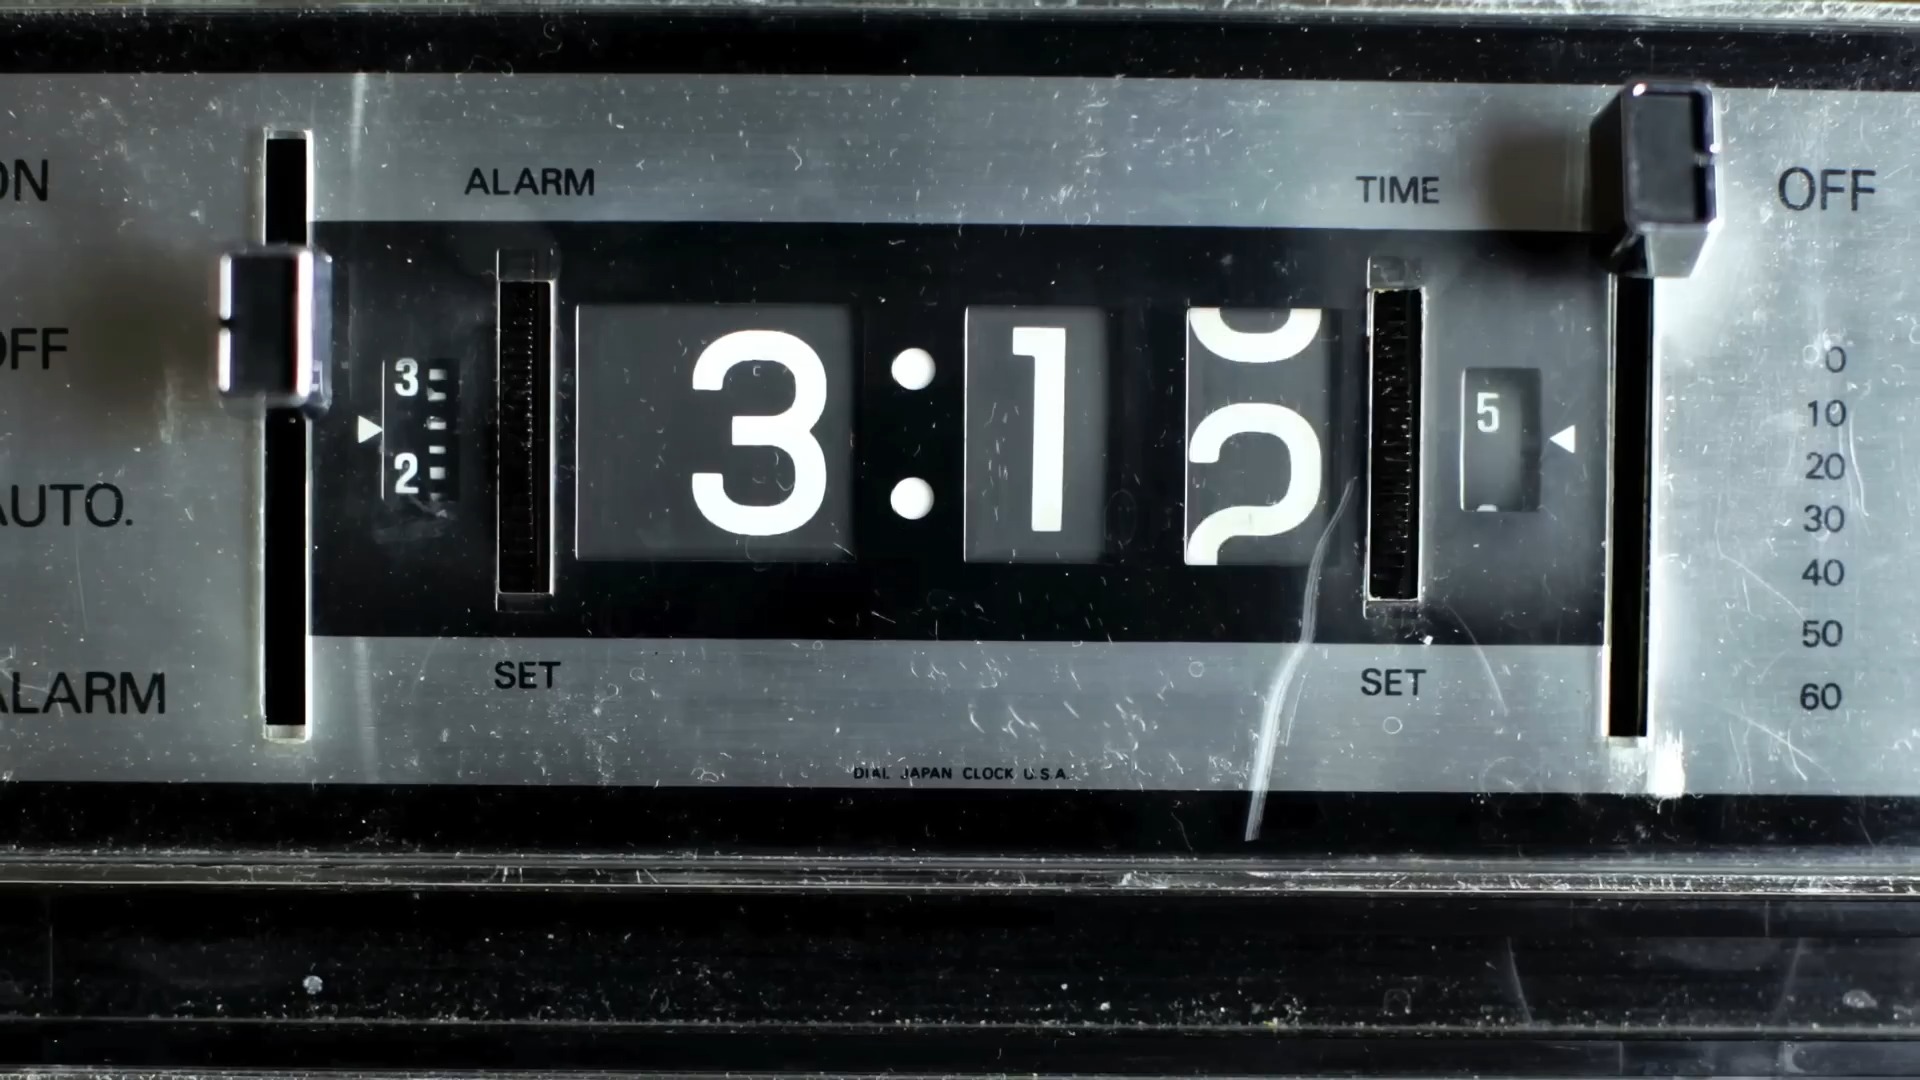 ON
OFF
AUTO.
ALARM
ALARM
TIME
3
2
3:1
5
SET
SET
DIAL JAPAN CLOCK U.S.A.
OFF
0
10
20
30
40
50
60